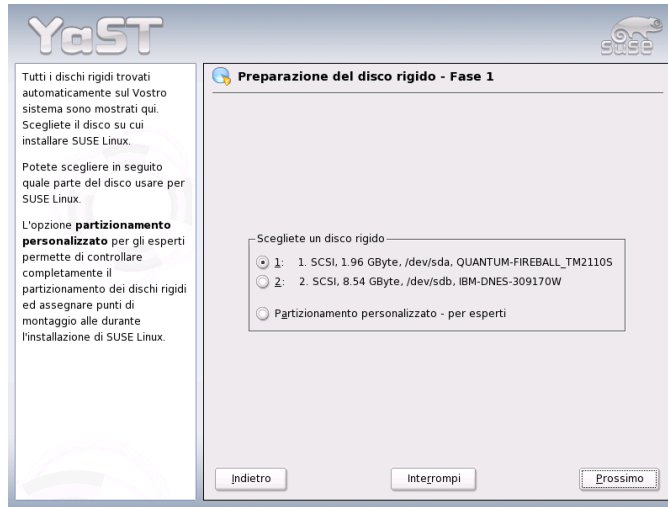 YaST
SUSE
Tutti i dischi rigidi trovati
automaticamente sul Vostro
sistema sono mostrati qui.
Scegliete il disco su cui
installare SUSE Linux.
Potete scegliere in seguito
quale parte del disco usare per
SUSE Linux.
L'opzione partizionamento
personalizzato per gli esperti
permette di controllare
completamente il
partizionamento dei dischi rigidi
ed assegnare punti di
montaggio alle durante
l'installazione di SUSE Linux.
Preparazione del disco rigido - Fase 1
Scegliete un disco rigido
1: 1. SCSI, 1.96 GByte, /dev/sda, QUANTUM-FIREBALL_TM2110S
2: 2. SCSI, 8.54 GByte, /dev/sdb, IBM-DNES-309170W
Partizionamento personalizzato - per esperti
Indietro
Interrompi
Prossimo